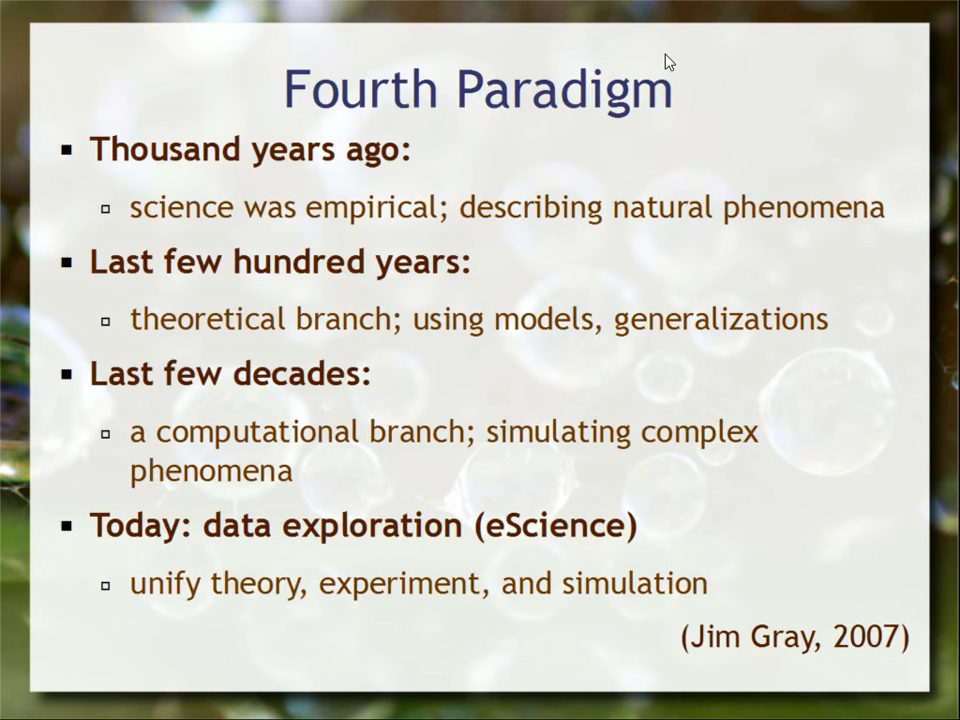 Fourth Paradigm
Thousand years ago:
science was empirical; describing natural phenomena
Last few hundred years:
theoretical branch; using models, generalizations
Last few decades:
a computational branch; simulating complex
phenomena
Today: data exploration (eScience)
unify theory, experiment, and simulation
(Jim Gray, 2007)